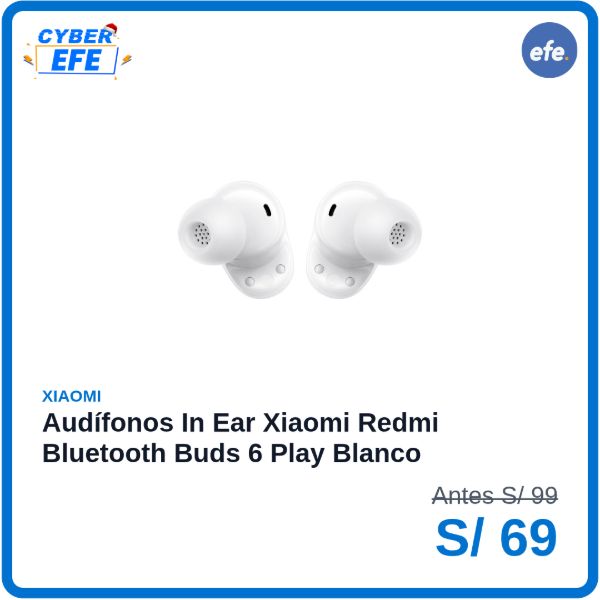 CYBER
EFE
efe.
XIAOMI
Audífonos In Ear Xiaomi Redmi
Bluetooth Buds 6 Play Blanco
Antes S/ 99
S/ 69